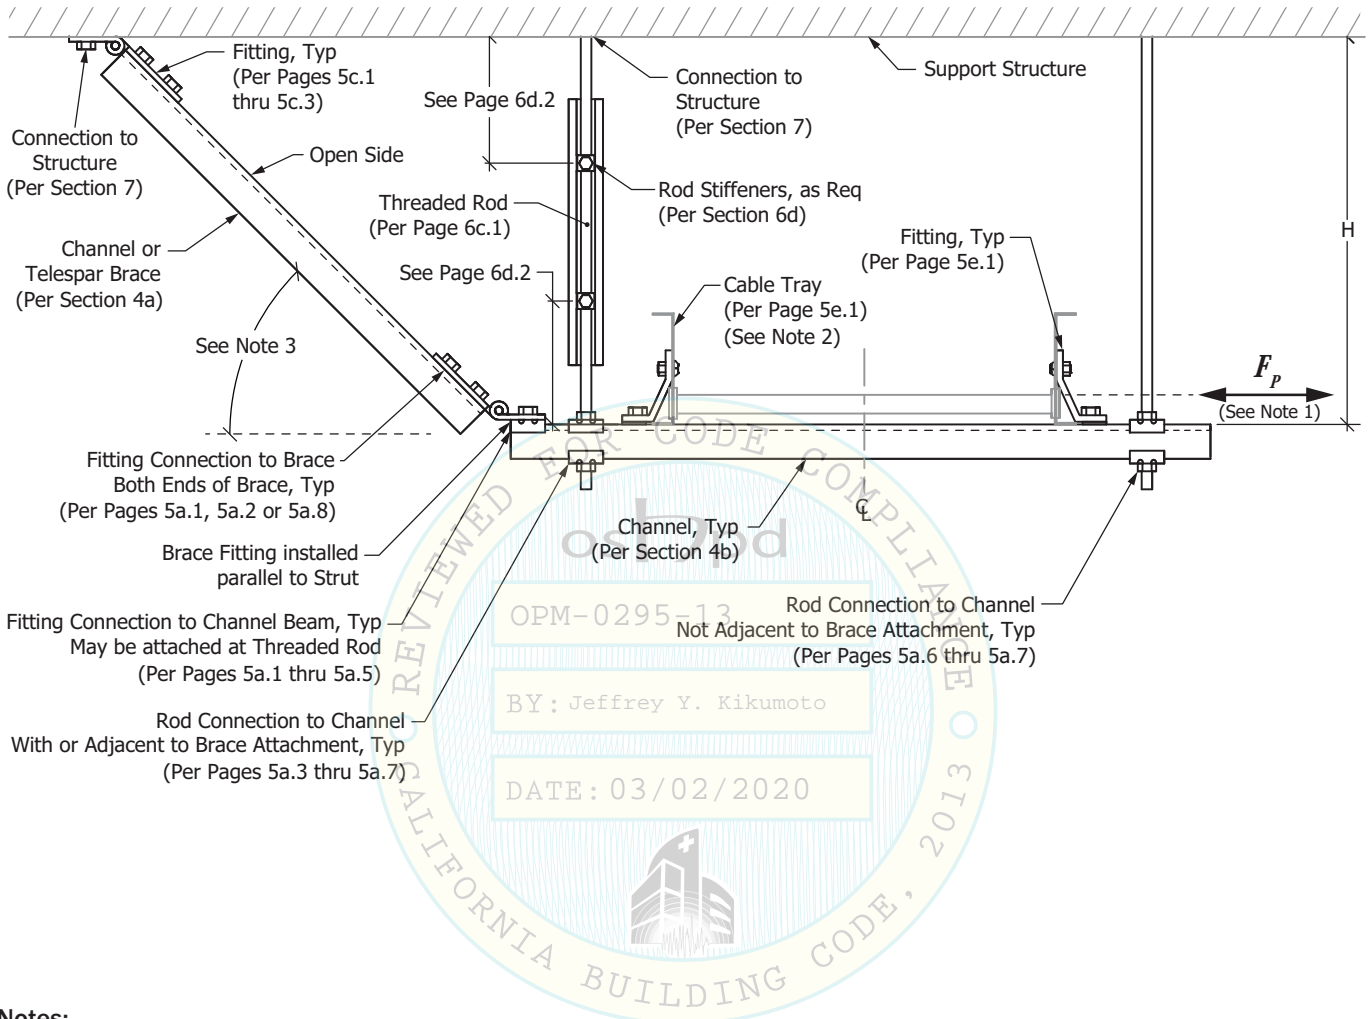 Fitting, Typ
(Per Pages 5c.1
thru 5c.3)
See Page 6d.2
Connection to
Structure
(Per Section 7)
Support Structure
Connection to
Structure
(Per Section 7)
Open Side
Threaded Rod
(Per Page 6c.1)
Rod Stiffeners, as Req
(Per Section 6d)
Fitting, Typ
(Per Page 5e.1)
H
Channel or
Telespar Brace
(Per Section 4a)
See Page 6d.2
Cable Tray
(Per Page 5e.1)
(See Note 2)
See Note 3
Fp
(See Note 1)
Fitting Connection to Brace
Both Ends of Brace, Typ
(Per Pages 5a.1, 5a.2 or 5a.8)
Channel, Typ
(Per Section 4b)
℄
Brace Fitting installed
parallel to Strut
Fitting Connection to Channel Beam, Typ
May be attached at Threaded Rod
(Per Pages 5a.1 thru 5a.5)
Rod Connection to Channel
Not Adjacent to Brace Attachment, Typ
(Per Pages 5a.6 thru 5a.7)
Rod Connection to Channel
With or Adjacent to Brace Attachment, Typ
(Per Pages 5a.3 thru 5a.7)
REVIEWED FOR CODE COMPLIANCE
oshpd
OPM-0295-13
BY: Jeffrey Y. Kikumoto
DATE: 03/02/2020
CALIFORNIA BUILDING CODE, 2013
Notes: